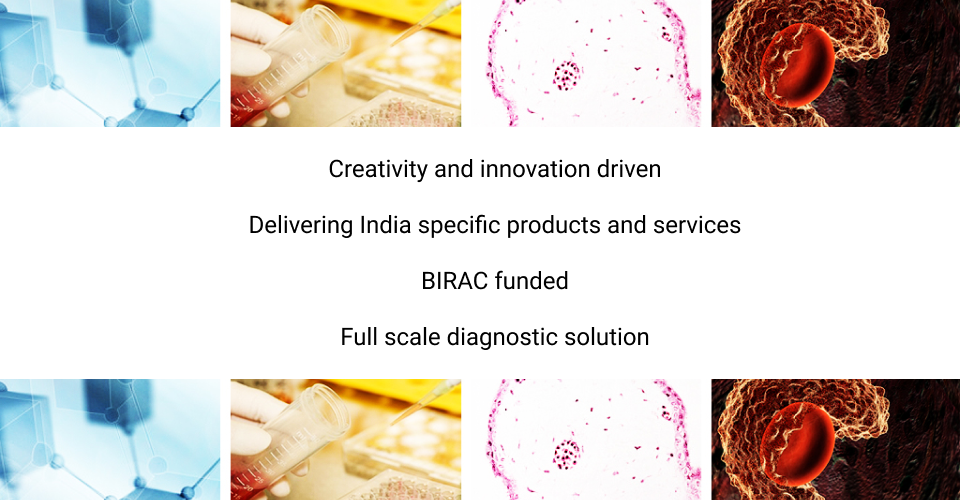 Creativity and innovation driven
Delivering India specific products and services
BIRAC funded
Full scale diagnostic solution